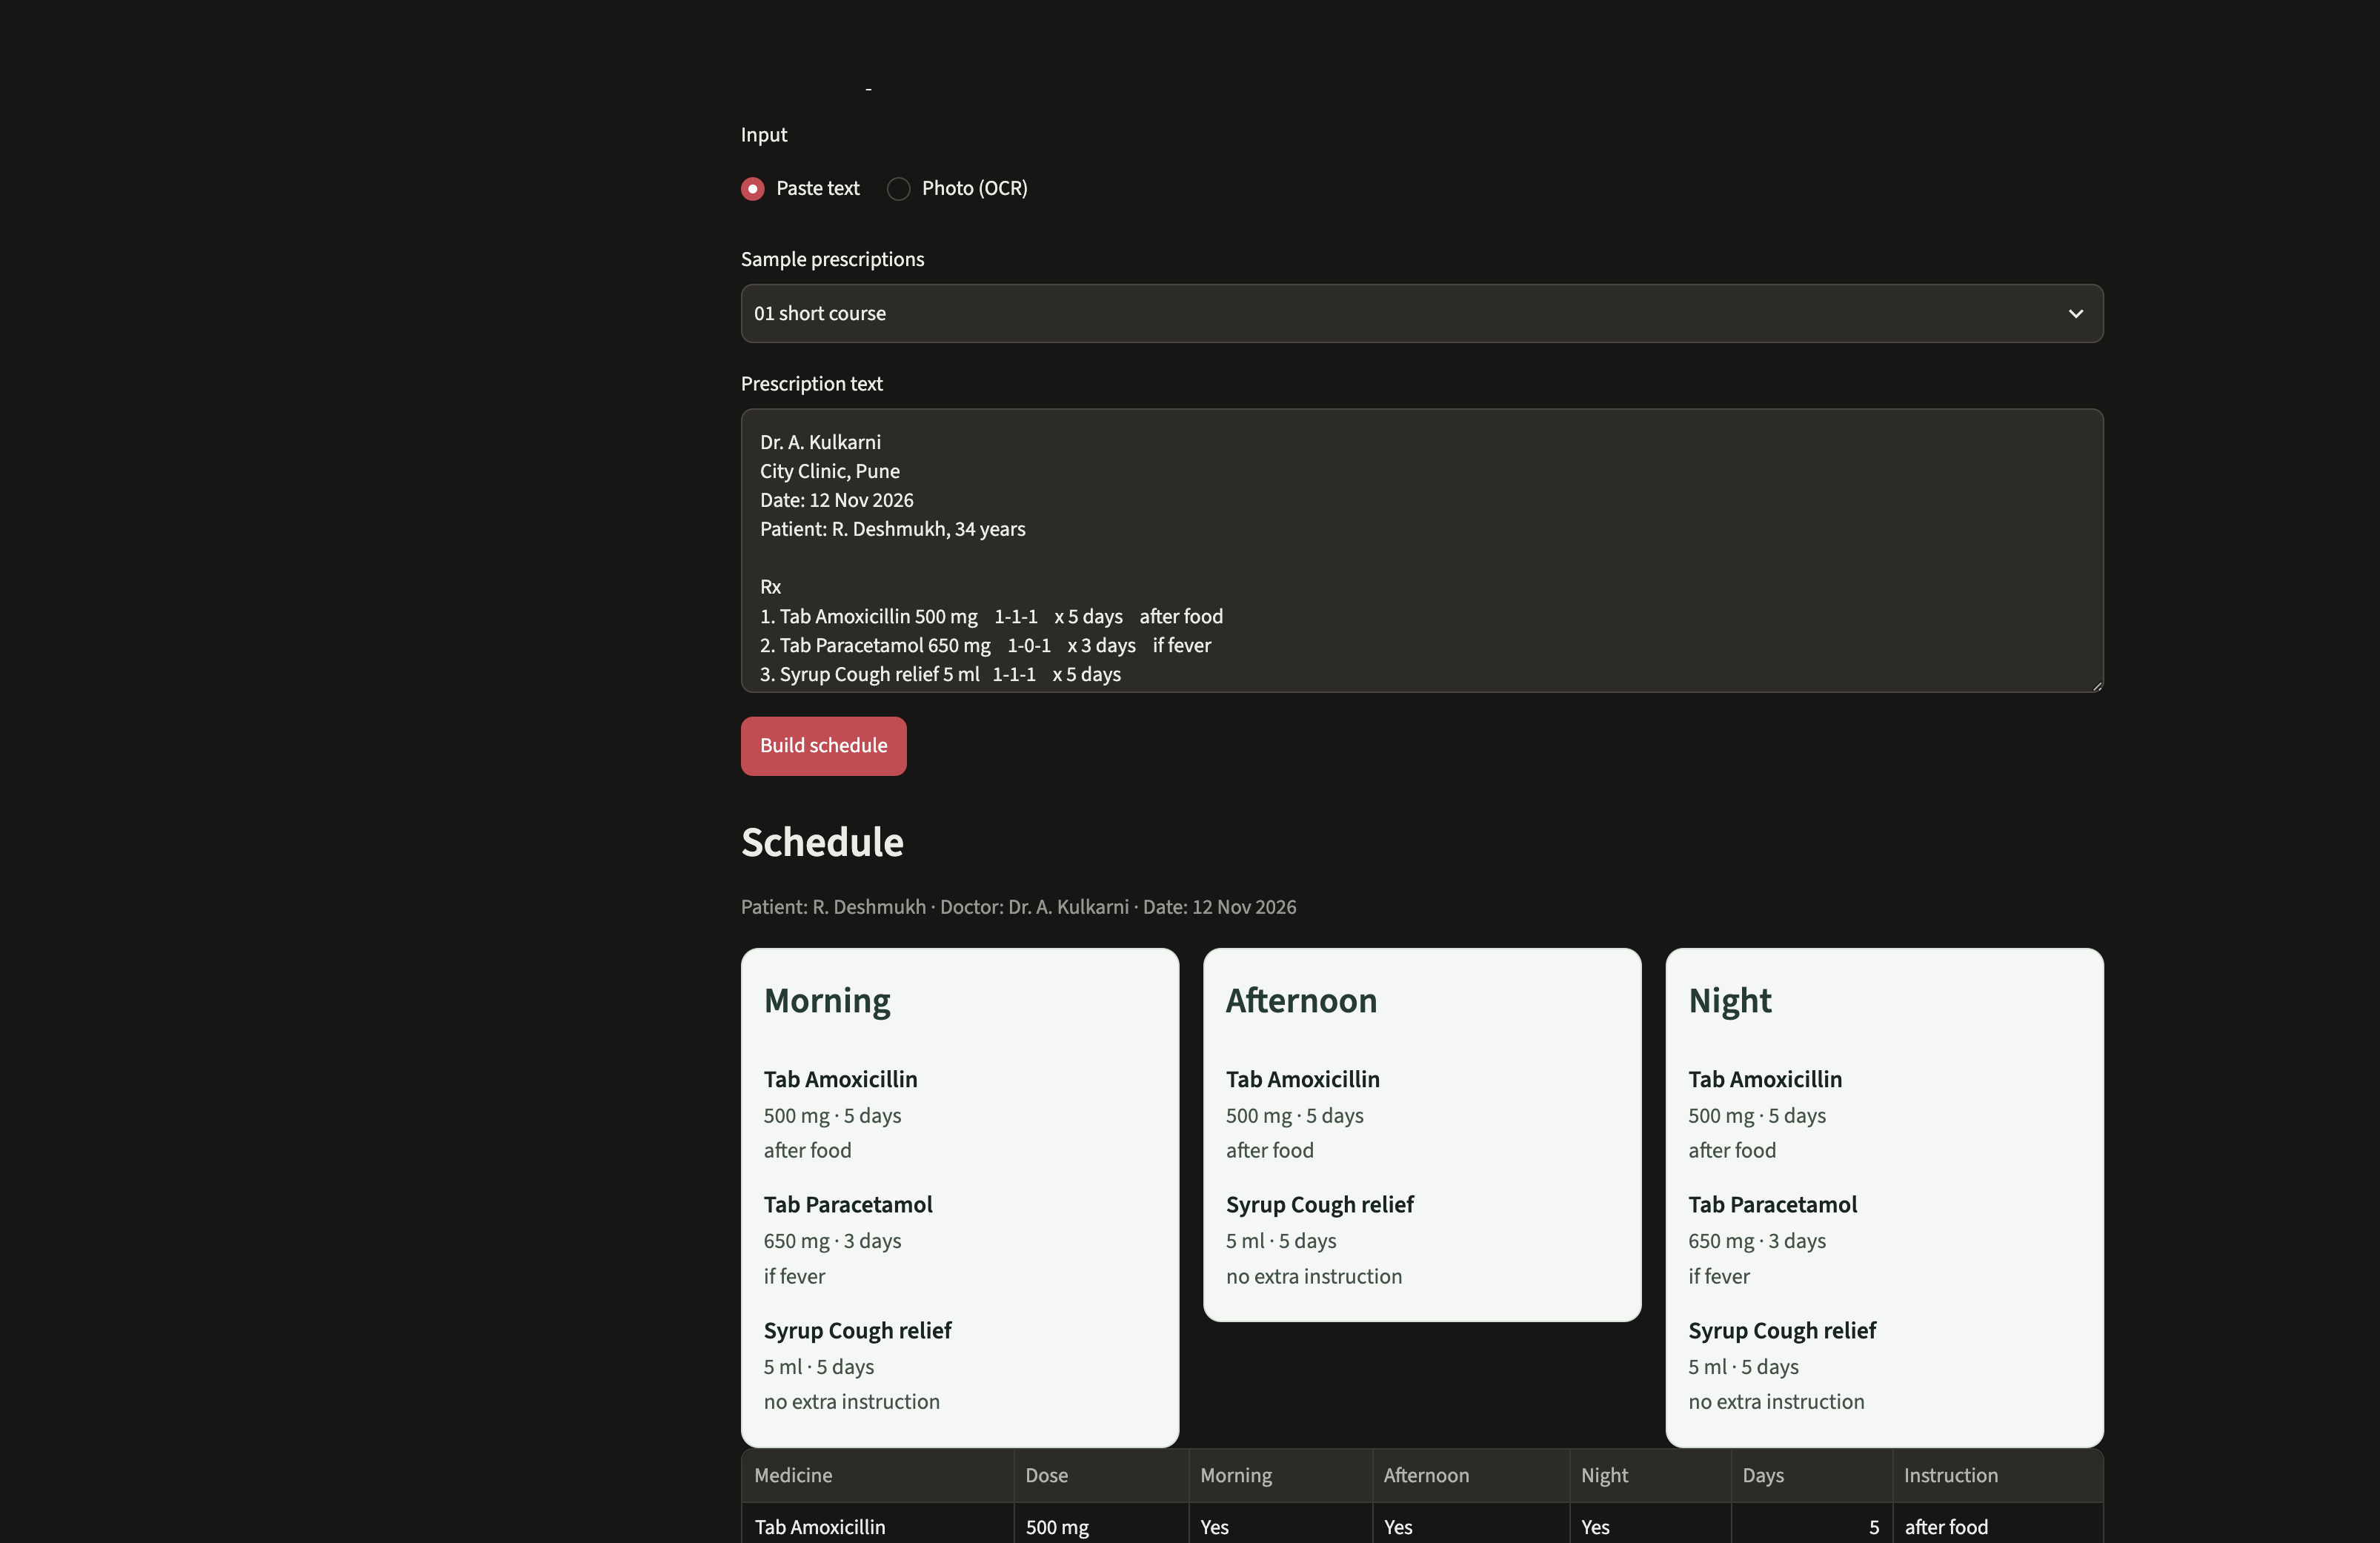 Input
Paste text Photo (OCR)
Sample prescriptions
01 short course
Prescription text
Dr. A. Kulkarni
City Clinic, Pune
Date: 12 Nov 2026
Patient: R. Deshmukh, 34 years
Rx
1. Tab Amoxicillin 500 mg 1-1-1 x 5 days after food
2. Tab Paracetamol 650 mg 1-0-1 x 3 days if fever
3. Syrup Cough relief 5 ml 1-1-1 x 5 days
Build schedule
Schedule
Patient: R. Deshmukh · Doctor: Dr. A. Kulkarni · Date: 12 Nov 2026
Morning
Tab Amoxicillin
500 mg · 5 days
after food
Tab Paracetamol
650 mg · 3 days
if fever
Syrup Cough relief
5 ml · 5 days
no extra instruction
Afternoon
Tab Amoxicillin
500 mg · 5 days
after food
Syrup Cough relief
5 ml · 5 days
no extra instruction
Night
Tab Amoxicillin
500 mg · 5 days
after food
Tab Paracetamol
650 mg · 3 days
if fever
Syrup Cough relief
5 ml · 5 days
no extra instruction
Medicine Dose Morning Afternoon Night Days Instruction
Tab Amoxicillin 500 mg Yes Yes Yes 5 after food